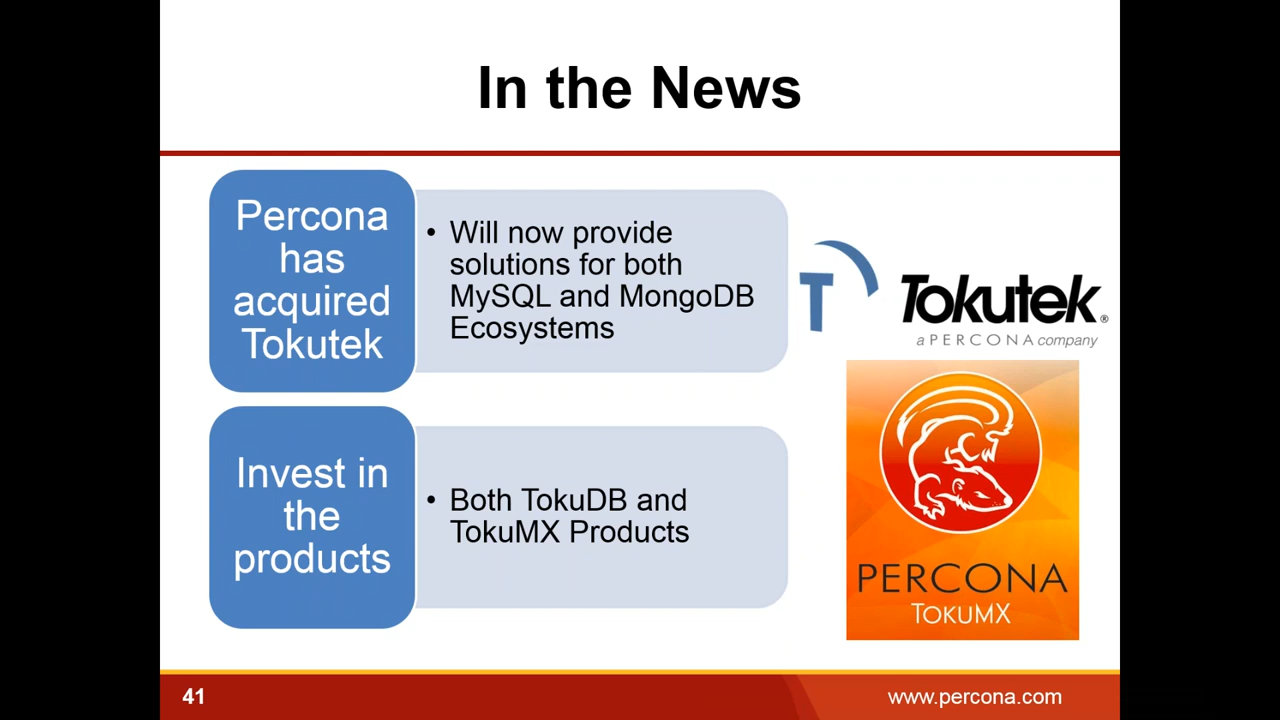 In the News
Percona
has
acquired
Tokutek
• Will now provide
solutions for both
MySQL and MongoDB
Ecosystems
T
Tokutek®
a PERCONA company
Invest in
the
products
• Both TokuDB and
TokuMX Products
PERCONA
TOKUMX
41
www.percona.com